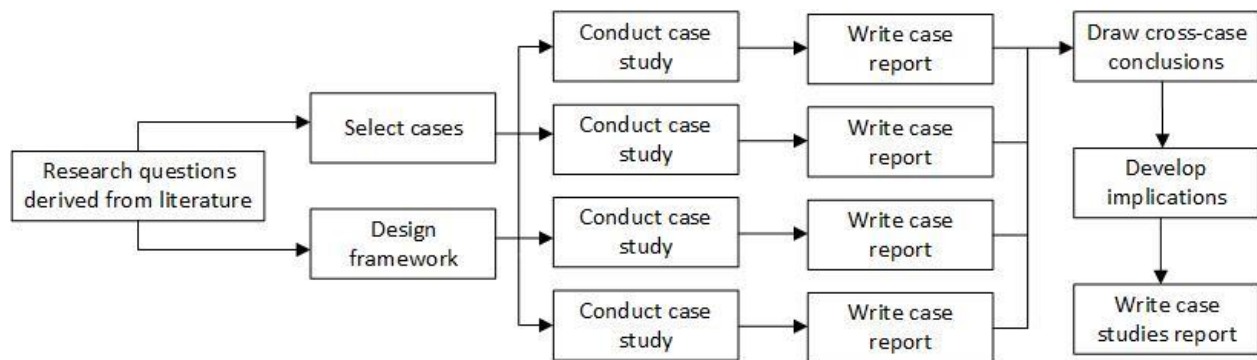 Research questions
derived from literature
Select cases
Design
framework
Conduct case
study
Write case
report
Conduct case
study
Write case
report
Conduct case
study
Write case
report
Conduct case
study
Write case
report
Draw cross-case
conclusions
Develop
implications
Write case
studies report